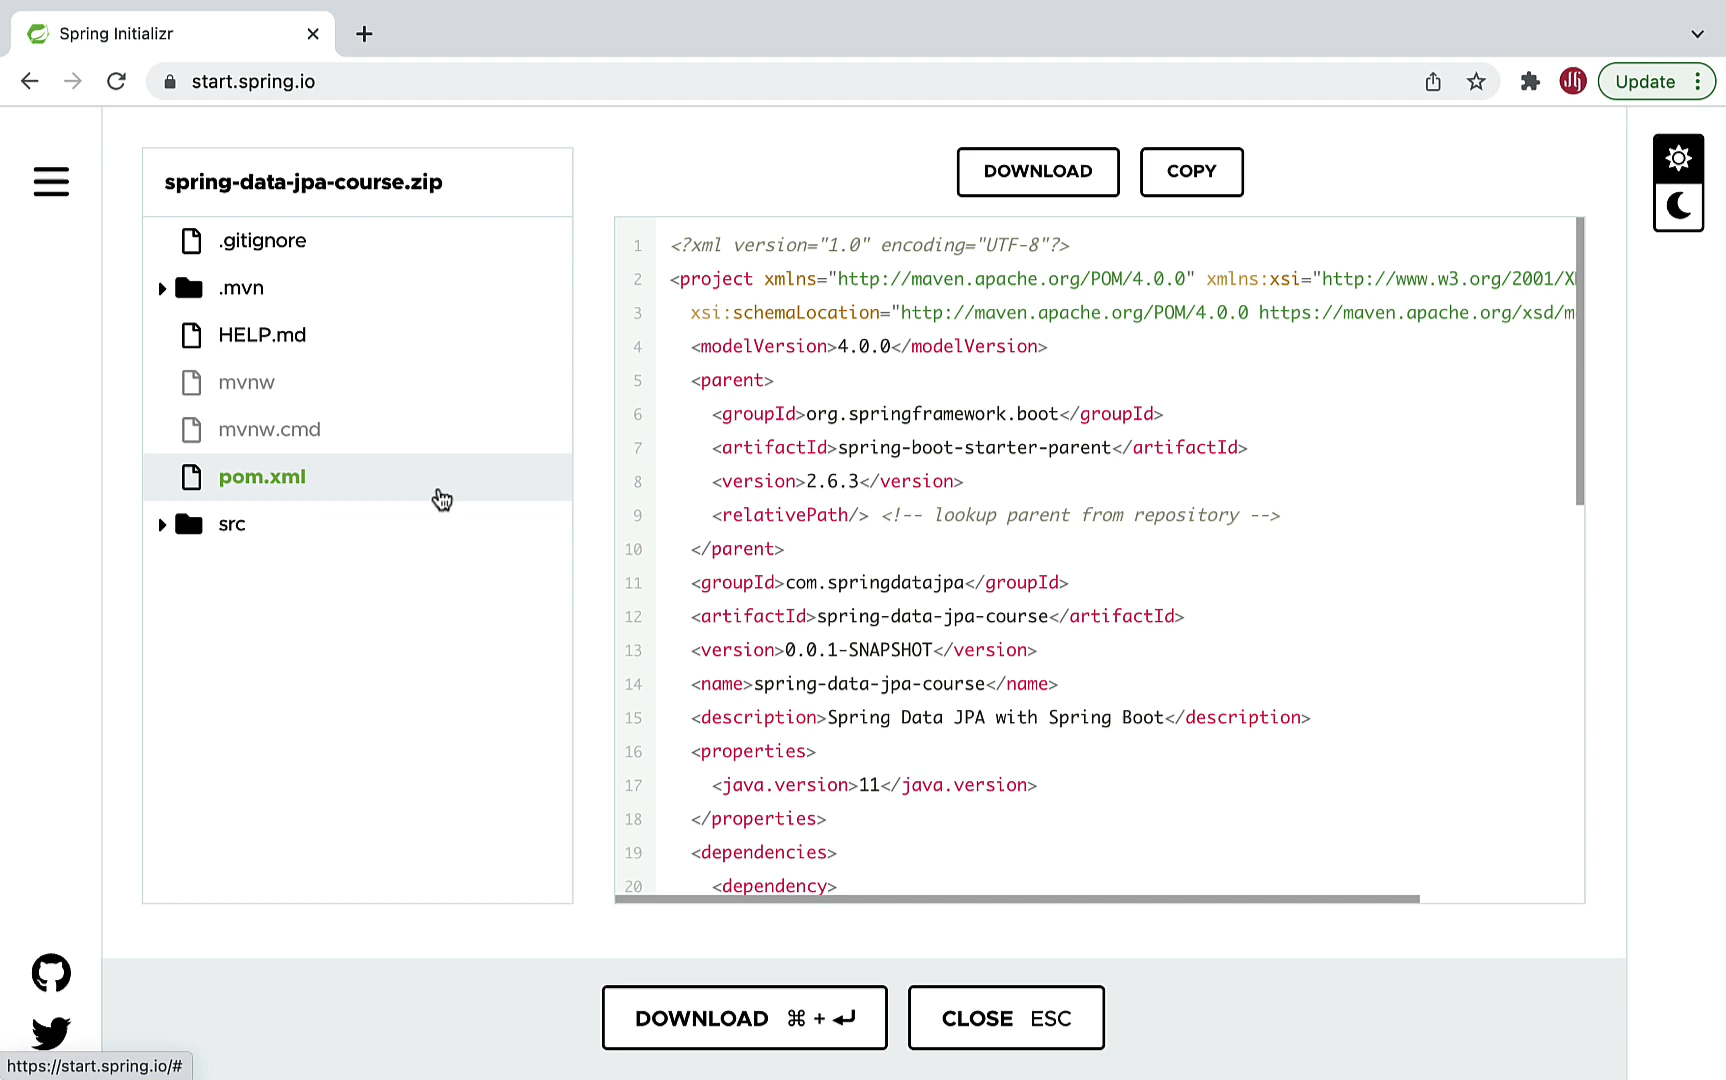 Spring Initializr
start.spring.io
Update
spring-data-jpa-course.zip
.gitignore
.mvn
HELP.md
mvnw
mvnw.cmd
pom.xml
src
DOWNLOAD
COPY
1 <?xml version="1.0" encoding="UTF-8"?>
2 <project xmlns="http://maven.apache.org/POM/4.0.0" xmlns:xsi="http://www.w3.org/2001/X
3 xsi:schemaLocation="http://maven.apache.org/POM/4.0.0 https://maven.apache.org/xsd/m
4 <modelVersion>4.0.0</modelVersion>
5 <parent>
6 <groupId>org.springframework.boot</groupId>
7 <artifactId>spring-boot-starter-parent</artifactId>
8 <version>2.6.3</version>
9 <relativePath/> <!-- lookup parent from repository -->
10 </parent>
11 <groupId>com.springdatajpa</groupId>
12 <artifactId>spring-data-jpa-course</artifactId>
13 <version>0.0.1-SNAPSHOT</version>
14 <name>spring-data-jpa-course</name>
15 <description>Spring Data JPA with Spring Boot</description>
16 <properties>
17 <java.version>11</java.version>
18 </properties>
19 <dependencies>
20 <dependency>
DOWNLOAD ⌘ + ↵
CLOSE ESC
https://start.spring.io/#